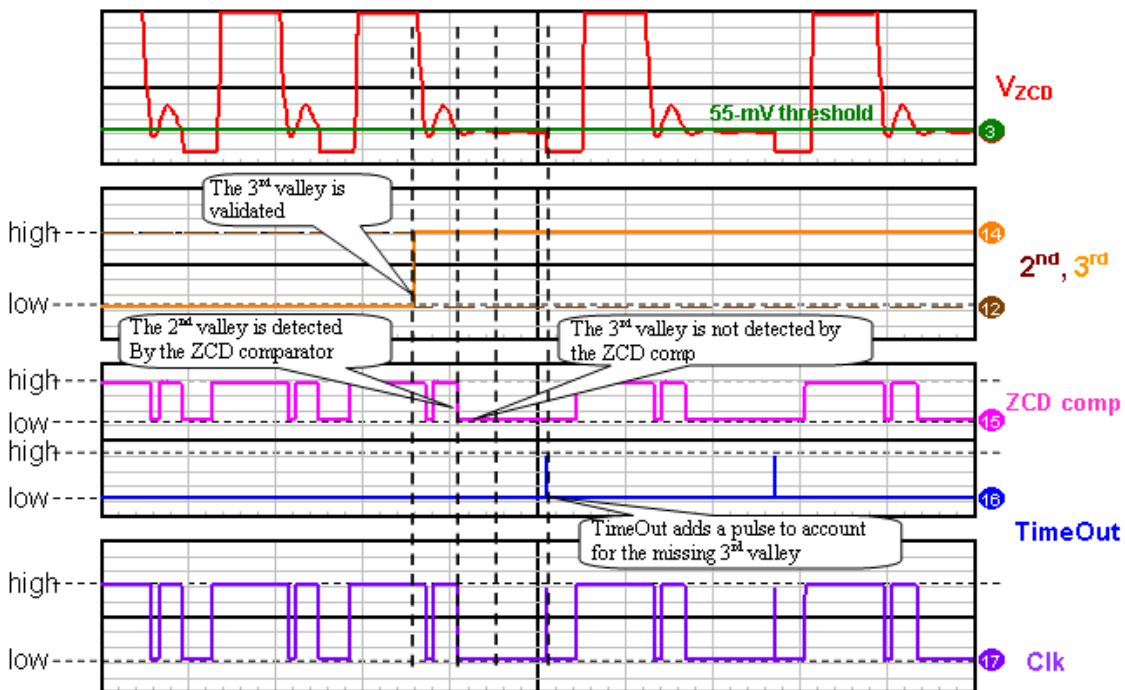 V_ZCD
55-mV threshold
3
The 3rd valley is
validated
high
14
2nd, 3rd
low
12
The 2nd valley is detected
By the ZCD comparator
The 3rd valley is not detected by
the ZCD comp
high
ZCD comp
low
15
high
low
16
TimeOut adds a pulse to account
for the missing 3rd valley
TimeOut
high
low
17
Clk